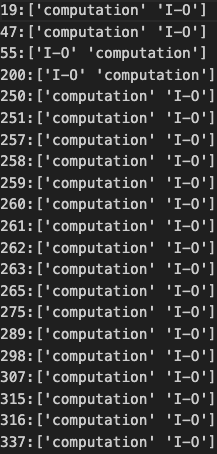 19:['computation' 'I-O']
47:['computation' 'I-O']
55:['I-O' 'computation']
200:['I-O' 'computation']
250:['computation' 'I-O']
251:['computation' 'I-O']
257:['computation' 'I-O']
258:['computation' 'I-O']
259:['computation' 'I-O']
260:['computation' 'I-O']
261:['computation' 'I-O']
262:['computation' 'I-O']
263:['computation' 'I-O']
265:['computation' 'I-O']
275:['computation' 'I-O']
289:['computation' 'I-O']
298:['computation' 'I-O']
307:['computation' 'I-O']
315:['computation' 'I-O']
316:['computation' 'I-O']
337:['computation' 'I-O']